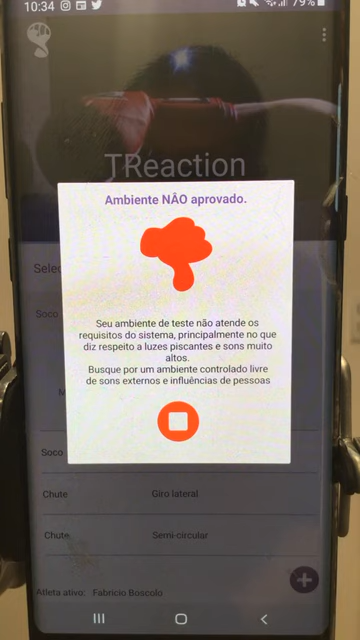 10:34
79%
TReaction
Ambiente NÂO aprovado.
Selec
Soco
Seu ambiente de teste não atende os
requisitos do sistema, principalmente no que
diz respeito a luzes piscantes e sons muito
altos.
Busque por um ambiente controlado livre
de sons externos e influências de pessoas
M
Soco
Chute Giro lateral
Chute Semi-circular
Atleta ativo: Fabricio Boscolo